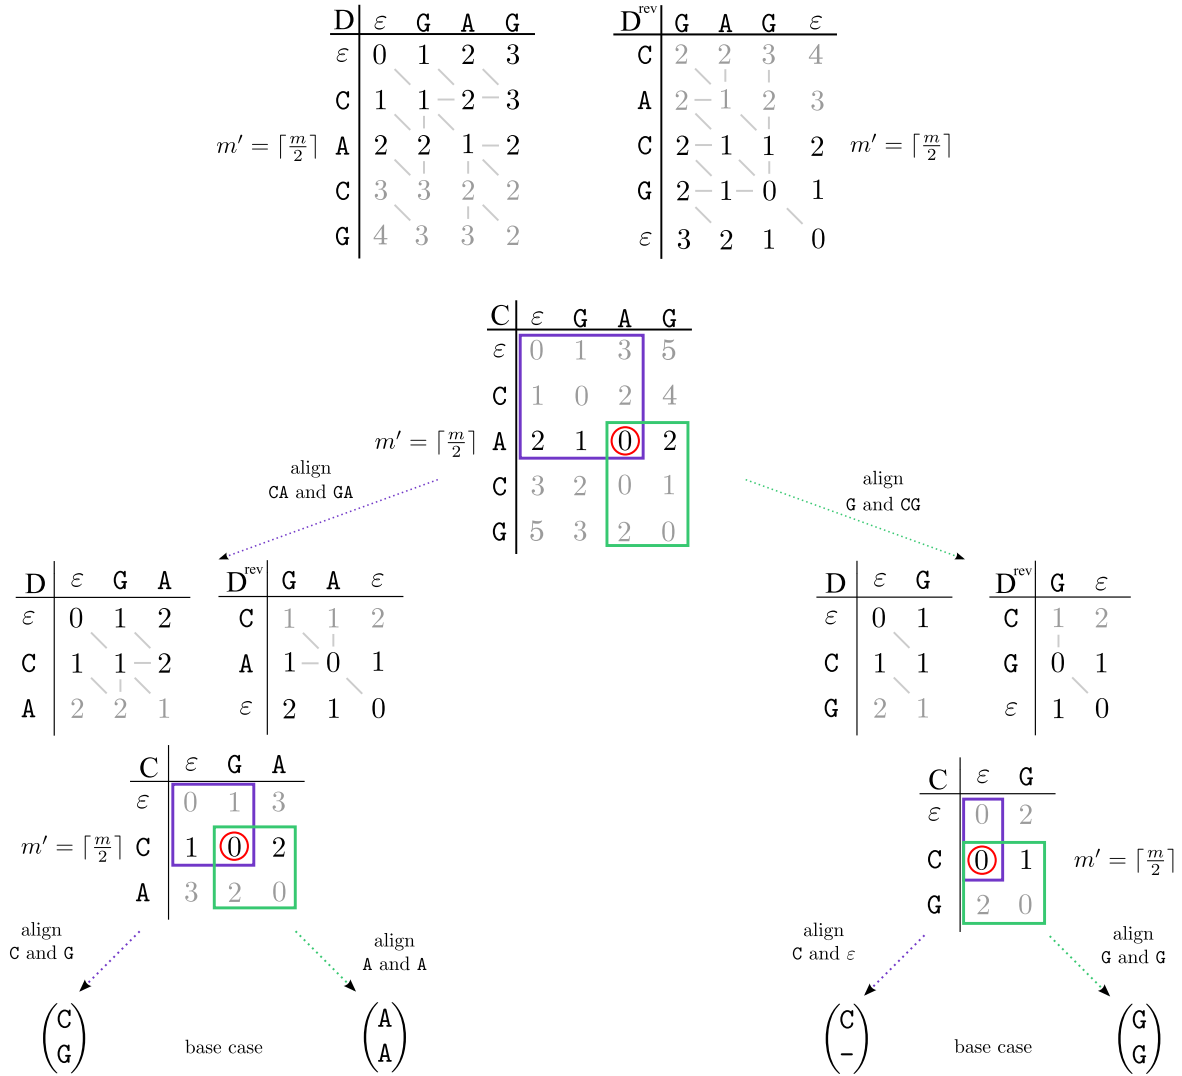 D ε G A G
ε 0 1 2 3
C 1 1 2 3
m′ = ⌈m/2⌉ A 2 2 1 2
C 3 3 2 2
G 4 3 3 2
D^rev G A G ε
C 2 2 3 4
A 2 1 2 3
C 2 1 1 2 m′ = ⌈m/2⌉
G 2 1 0 1
ε 3 2 1 0
C ε G A G
ε 0 1 3 5
C 1 0 2 4
m′ = ⌈m/2⌉ A 2 1 0 2
C 3 2 0 1
G 5 3 2 0
align
CA and GA
align
G and CG
D ε G A
ε 0 1 2
C 1 1 2
A 2 2 1
D^rev G A ε
C 1 1 2
A 1 0 1
ε 2 1 0
D ε G
ε 0 1
C 1 1
G 2 1
D^rev G ε
C 1 2
G 0 1
ε 1 0
C ε G A
ε 0 1 3
m′ = ⌈m/2⌉ C 1 0 2
A 3 2 0
C ε G
ε 0 2
C 0 1 m′ = ⌈m/2⌉
G 2 0
align
C and G
align
A and A
align
C and ε
align
G and G
C
G
base case
A
A
C
–
base case
G
G